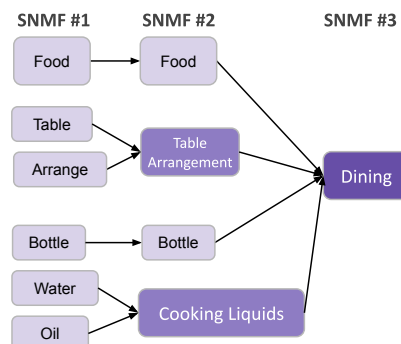 SNMF #1 SNMF #2 SNMF #3
Food Food
Table
Table
Arrangement
Arrange
Dining
Bottle Bottle
Water
Cooking Liquids
Oil